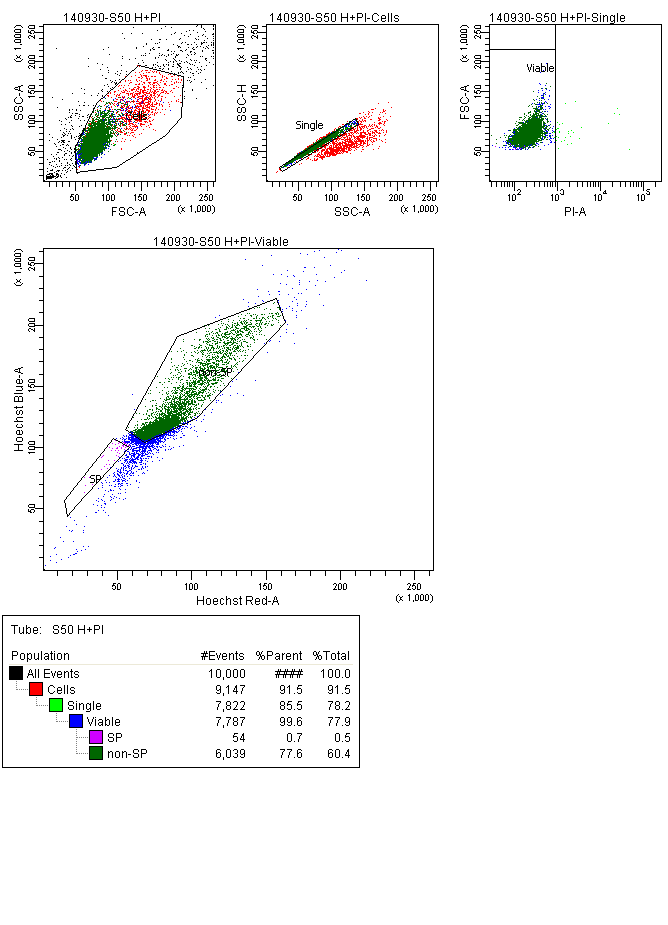 140930-S50 H+PI
(x 1,000)
SSC-A
50 100 150 200 250
50 100 150 200 250
FSC-A
(x 1,000)
140930-S50 H+PI-Cells
(x 1,000)
SSC-H
50 100 150 200 250
Single
50 100 150 200 250
SSC-A
(x 1,000)
140930-S50 H+PI-Single
(x 1,000)
FSC-A
50 100 150 200 250
Viable
10² 10³ 10⁴ 10⁵
PI-A
140930-S50 H+PI-Viable
(x 1,000)
Hoechst Blue-A
50 100 150 200 250
non-SP
SP
50 100 150 200 250
Hoechst Red-A
(x 1,000)
Tube: S50 H+PI
Population #Events %Parent %Total
All Events 10,000 #### 100.0
Cells 9,147 91.5 91.5
Single 7,822 85.5 78.2
Viable 7,787 99.6 77.9
SP 54 0.7 0.5
non-SP 6,039 77.6 60.4